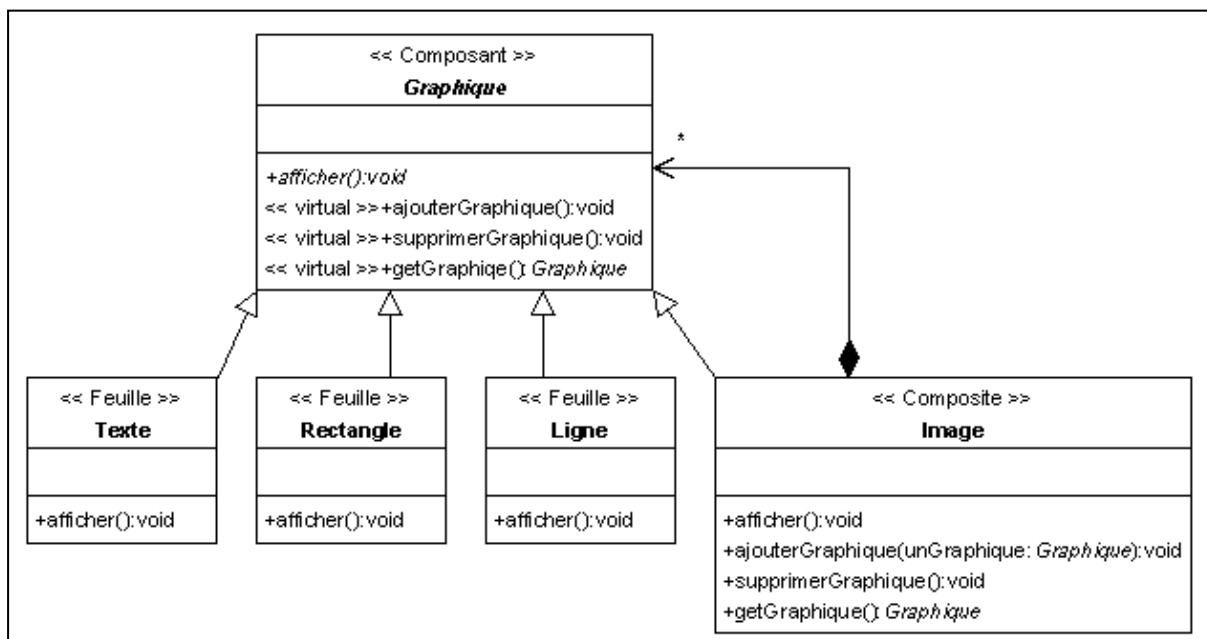 << Composant >>
Graphique
*
+afficher():void
<< virtual >>+ajouterGraphique():void
<< virtual >>+supprimerGraphique():void
<< virtual >>+getGraphiqe(): Graphique
<< Feuille >>
Texte
+afficher():void
<< Feuille >>
Rectangle
+afficher():void
<< Feuille >>
Ligne
+afficher():void
<< Composite >>
Image
+afficher():void
+ajouterGraphique(unGraphique: Graphique):void
+supprimerGraphique():void
+getGraphique(): Graphique